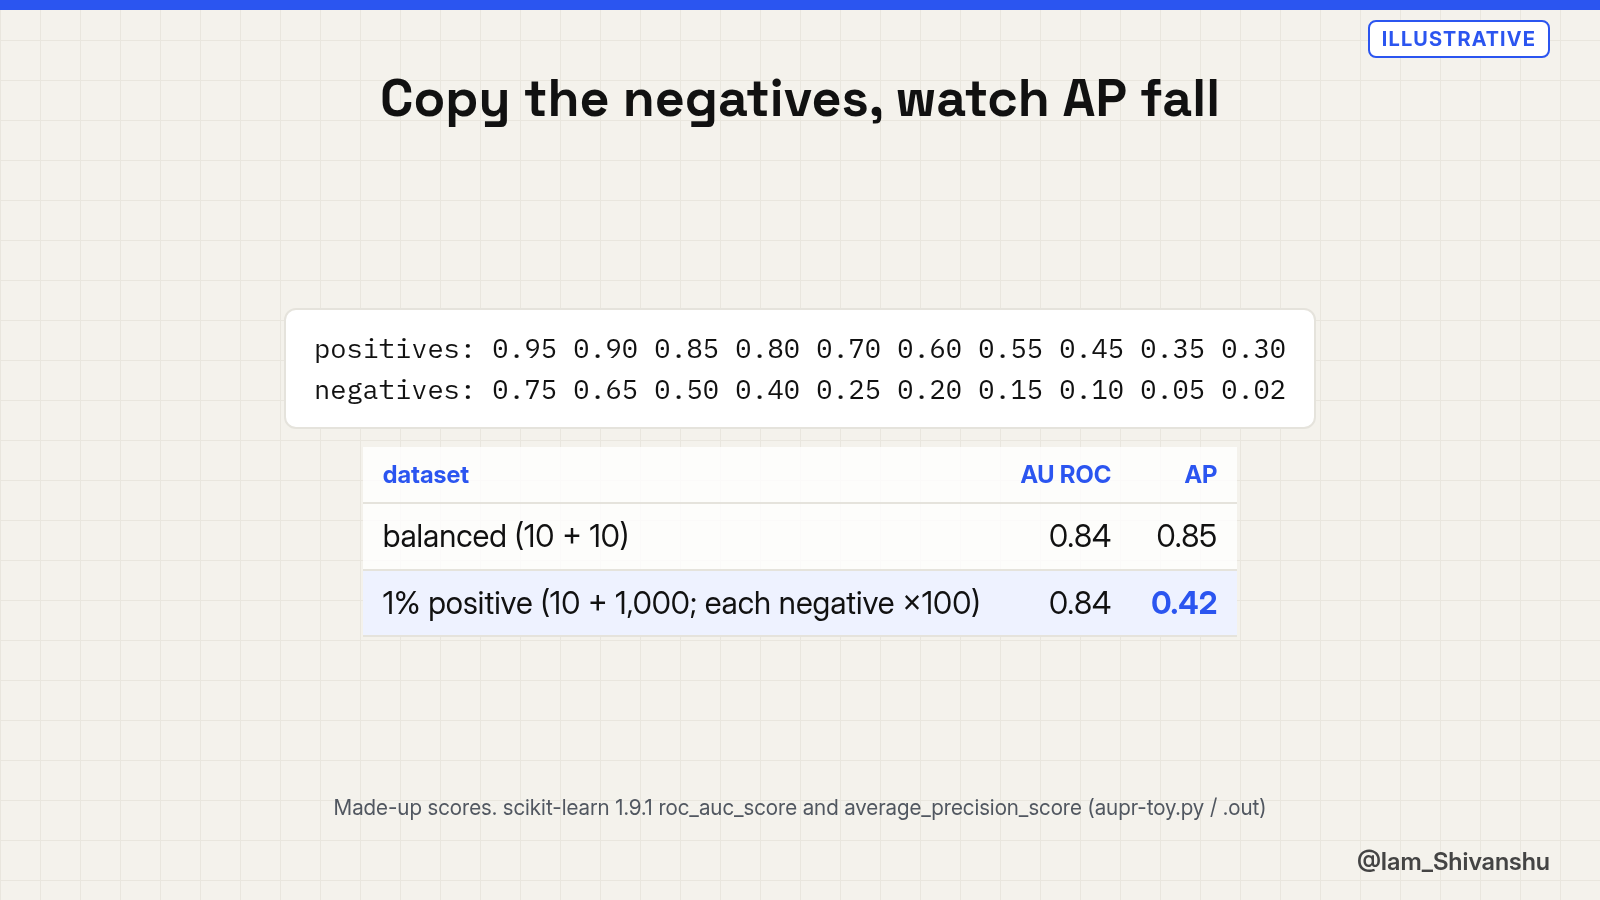 ILLUSTRATIVE
Copy the negatives, watch AP fall
positives: 0.95 0.90 0.85 0.80 0.70 0.60 0.55 0.45 0.35 0.30
negatives: 0.75 0.65 0.50 0.40 0.25 0.20 0.15 0.10 0.05 0.02
dataset AU ROC AP
balanced (10 + 10) 0.84 0.85
1% positive (10 + 1,000; each negative ×100) 0.84 0.42
Made-up scores. scikit-learn 1.9.1 roc_auc_score and average_precision_score (aupr-toy.py / .out)
@Iam_Shivanshu